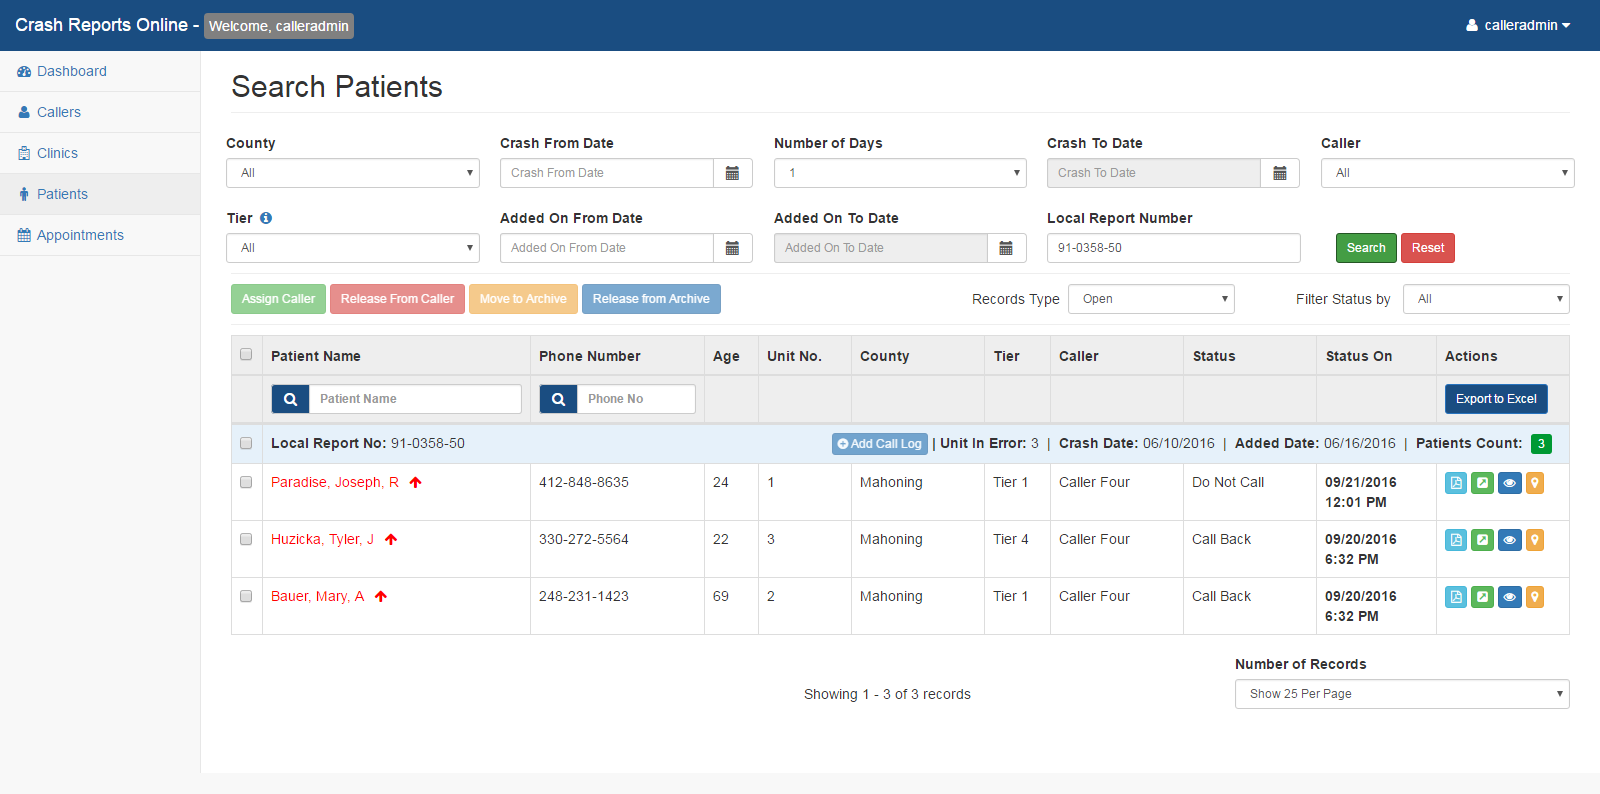 Crash Reports Online - Welcome, calleradmin
calleradmin
Dashboard
Callers
Clinics
Patients
Appointments
Search Patients
County Crash From Date Number of Days Crash To Date Caller
All Crash From Date 1 Crash To Date All
Tier Added On From Date Added On To Date Local Report Number
All Added On From Date Added On To Date 91-0358-50 Search Reset
Assign Caller Release From Caller Move to Archive Release from Archive Records Type Open Filter Status by All
Patient Name Phone Number Age Unit No. County Tier Caller Status Status On Actions
Patient Name Phone No Export to Excel
Local Report No: 91-0358-50 Add Call Log | Unit In Error: 3 | Crash Date: 06/10/2016 | Added Date: 06/16/2016 | Patients Count: 3
Paradise, Joseph, R 412-848-8635 24 1 Mahoning Tier 1 Caller Four Do Not Call 09/21/2016
12:01 PM
Huzicka, Tyler, J 330-272-5564 22 3 Mahoning Tier 4 Caller Four Call Back 09/20/2016
6:32 PM
Bauer, Mary, A 248-231-1423 69 2 Mahoning Tier 1 Caller Four Call Back 09/20/2016
6:32 PM
Number of Records
Showing 1 - 3 of 3 records Show 25 Per Page